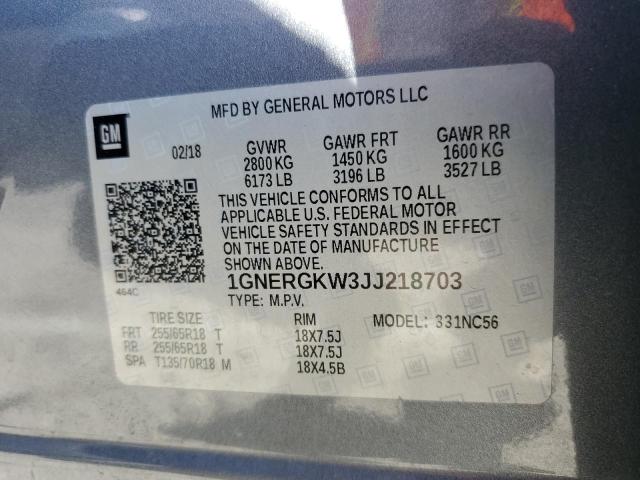 MFD BY GENERAL MOTORS LLC
GM
02/18
GVWR GAWR FRT GAWR RR
2800 KG 1450 KG 1600 KG
6173 LB 3196 LB 3527 LB
THIS VEHICLE CONFORMS TO ALL
APPLICABLE U.S. FEDERAL MOTOR
VEHICLE SAFETY STANDARDS IN EFFECT
ON THE DATE OF MANUFACTURE
SHOWN ABOVE.
464C
1GNERGKW3JJ218703
TYPE: M.P.V.
TIRE SIZE RIM MODEL: 331NC56
FRT 255/65R18 T 18X7.5J
RR 255/65R18 T 18X7.5J
SPA T135/70R18 M 18X4.5B